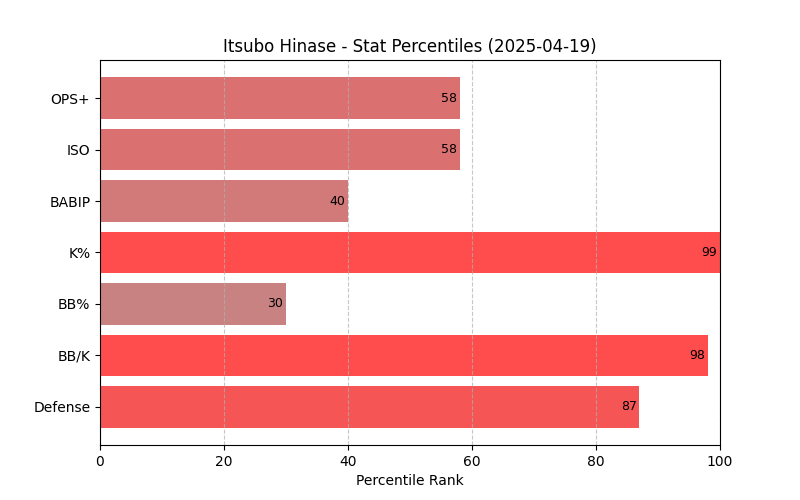 Itsubo Hinase - Stat Percentiles (2025-04-19)
OPS+ 58
ISO 58
BABIP 40
K% 99
BB% 30
BB/K 98
Defense 87
0 20 40 60 80 100
Percentile Rank